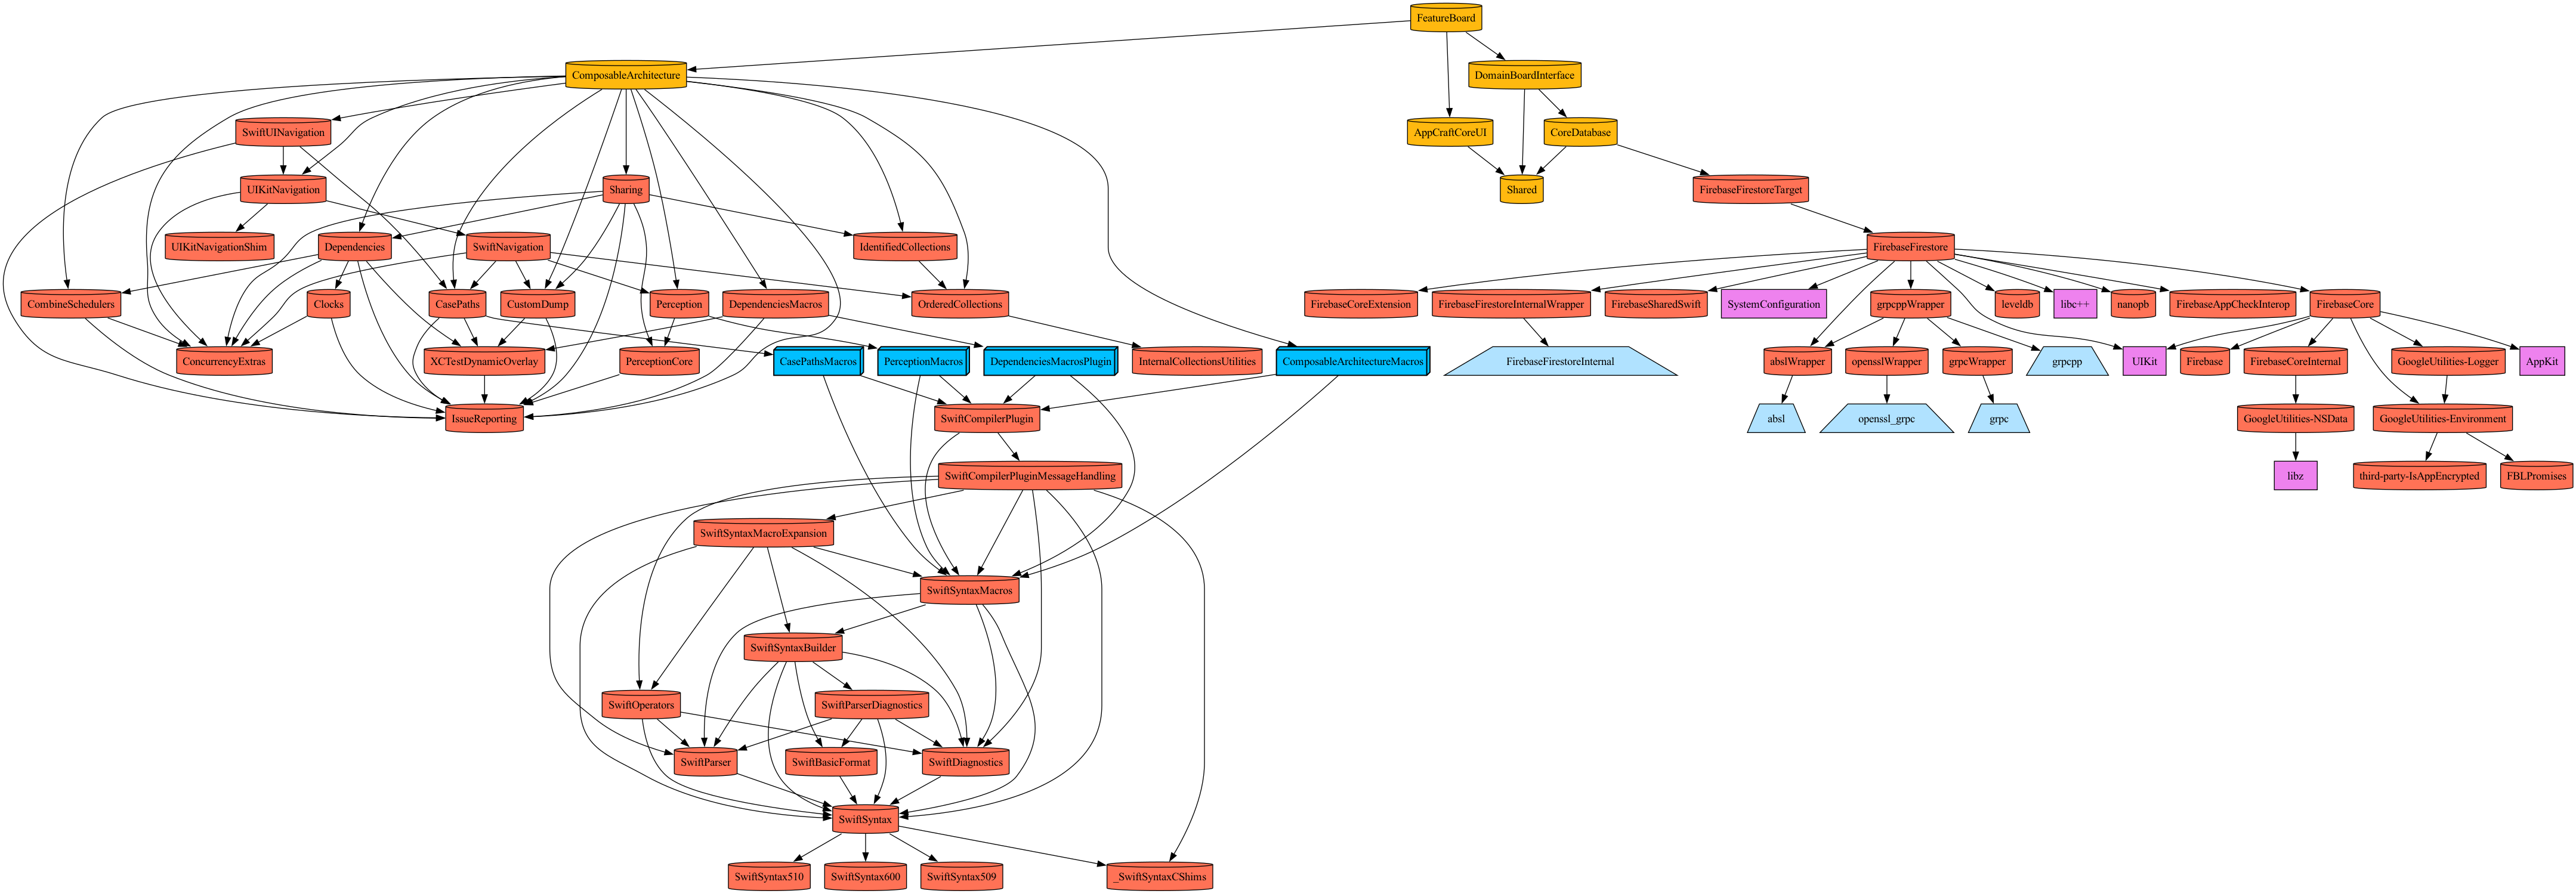 FeatureBoard
ComposableArchitecture
DomainBoardInterface
SwiftUINavigation
AppCraftCoreUI
CoreDatabase
UIKitNavigation
Sharing
Shared
FirebaseFirestoreTarget
UIKitNavigationShim
Dependencies
SwiftNavigation
IdentifiedCollections
FirebaseFirestore
CombineSchedulers
Clocks
CasePaths
CustomDump
Perception
DependenciesMacros
OrderedCollections
FirebaseCoreExtension
FirebaseFirestoreInternalWrapper
FirebaseSharedSwift
SystemConfiguration
grpcppWrapper
leveldb
libc++
nanopb
FirebaseAppCheckInterop
FirebaseCore
ConcurrencyExtras
XCTestDynamicOverlay
PerceptionCore
CasePathsMacros
PerceptionMacros
DependenciesMacrosPlugin
InternalCollectionsUtilities
ComposableArchitectureMacros
FirebaseFirestoreInternal
abslWrapper
opensslWrapper
grpcWrapper
grpcpp
UIKit
Firebase
FirebaseCoreInternal
GoogleUtilities-Logger
AppKit
IssueReporting
SwiftCompilerPlugin
absl
openssl_grpc
grpc
GoogleUtilities-NSData
GoogleUtilities-Environment
SwiftCompilerPluginMessageHandling
libz
third-party-IsAppEncrypted
FBLPromises
SwiftSyntaxMacroExpansion
SwiftSyntaxMacros
SwiftSyntaxBuilder
SwiftOperators
SwiftParserDiagnostics
SwiftParser
SwiftBasicFormat
SwiftDiagnostics
SwiftSyntax
SwiftSyntax510
SwiftSyntax600
SwiftSyntax509
_SwiftSyntaxCShims